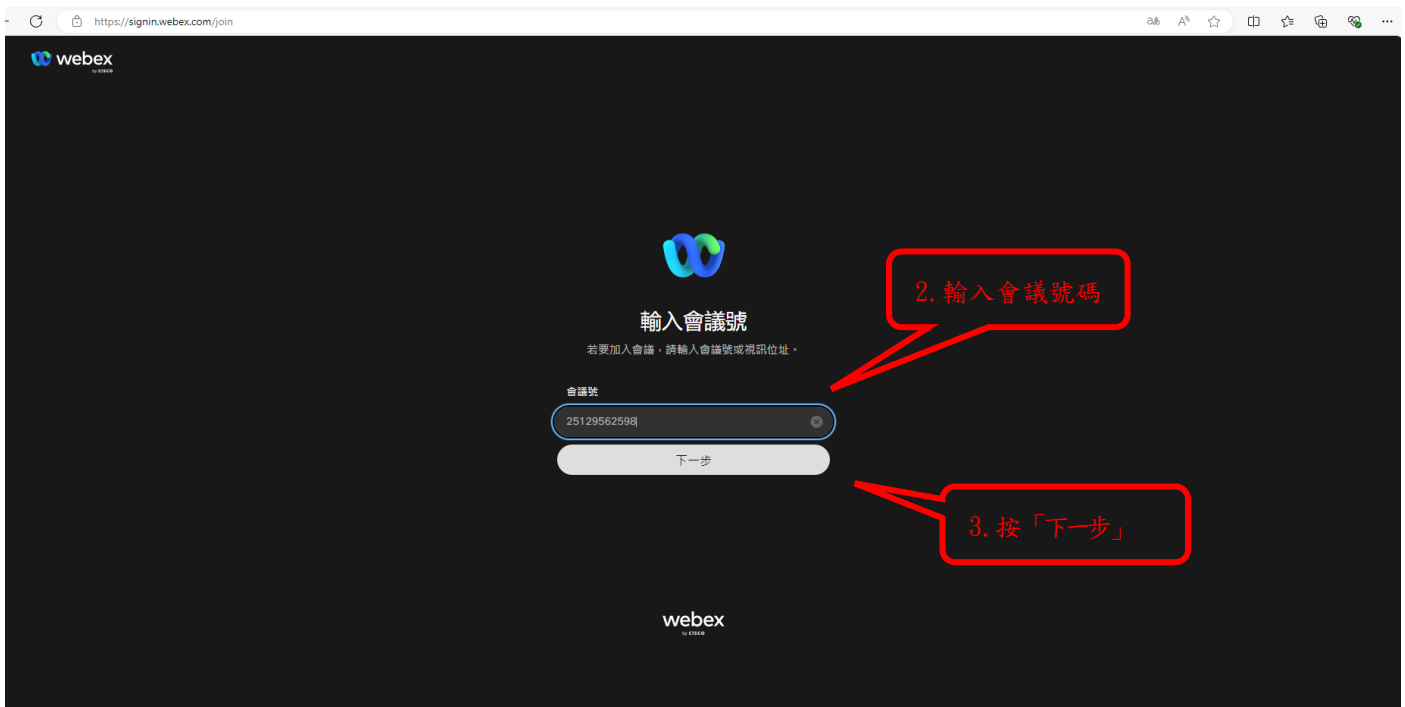 https://signin.webex.com/join
webex
by CISCO
2.輸入會議號碼
輸入會議號
若要加入會議，請輸入會議號或視訊位址。
會議號
25129562598
下一步
3.按「下一步」
webex
by CISCO